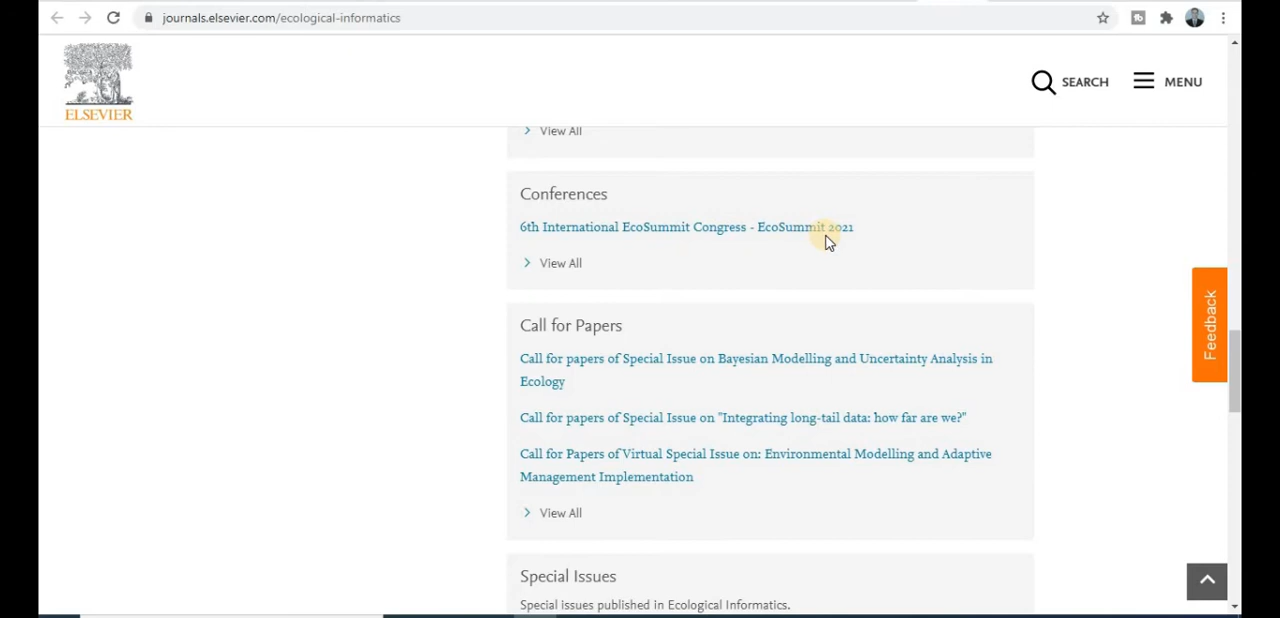 journals.elsevier.com/ecological-informatics
ELSEVIER
SEARCH
MENU
View All
Conferences
6th International EcoSummit Congress - EcoSummit 2021
View All
Call for Papers
Call for papers of Special Issue on Bayesian Modelling and Uncertainty Analysis in
Ecology
Call for papers of Special Issue on "Integrating long-tail data: how far are we?"
Call for Papers of Virtual Special Issue on: Environmental Modelling and Adaptive
Management Implementation
View All
Special Issues
Special issues published in Ecological Informatics.
Feedback